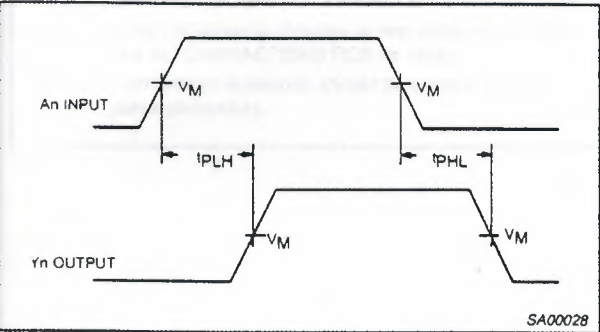 An INPUT
VM
VM
tPLH
tPHL
Yn OUTPUT
VM
VM
SA00028